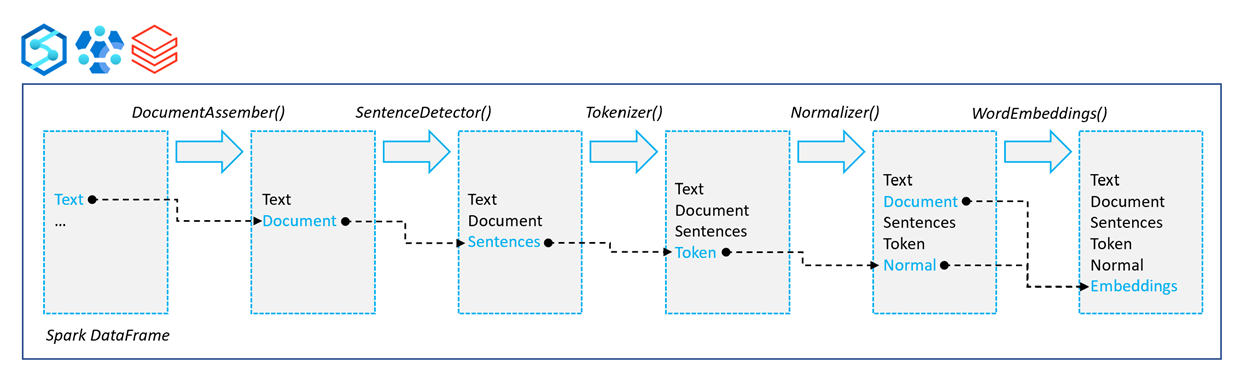 DocumentAssember()
SentenceDetector()
Tokenizer()
Normalizer()
WordEmbeddings()
Text
...
Text
Document
Text
Document
Sentences
Text
Document
Sentences
Token
Text
Document
Sentences
Token
Normal
Text
Document
Sentences
Token
Normal
Embeddings
Spark DataFrame